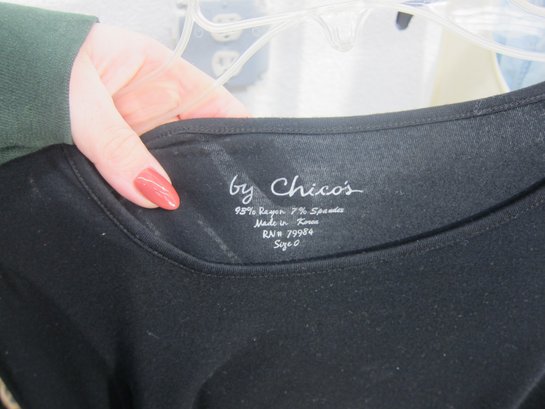 by Chico's
93% Rayon 7% Spandex
Made in Korea
RN# 79984
Size 0